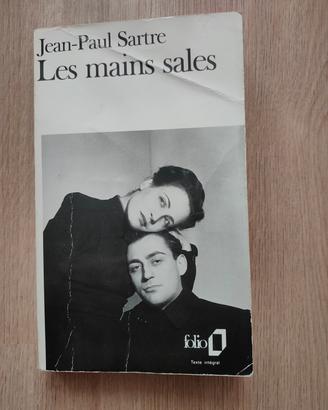 Jean-Paul Sartre
Les mains sales
folio
Texte intégral